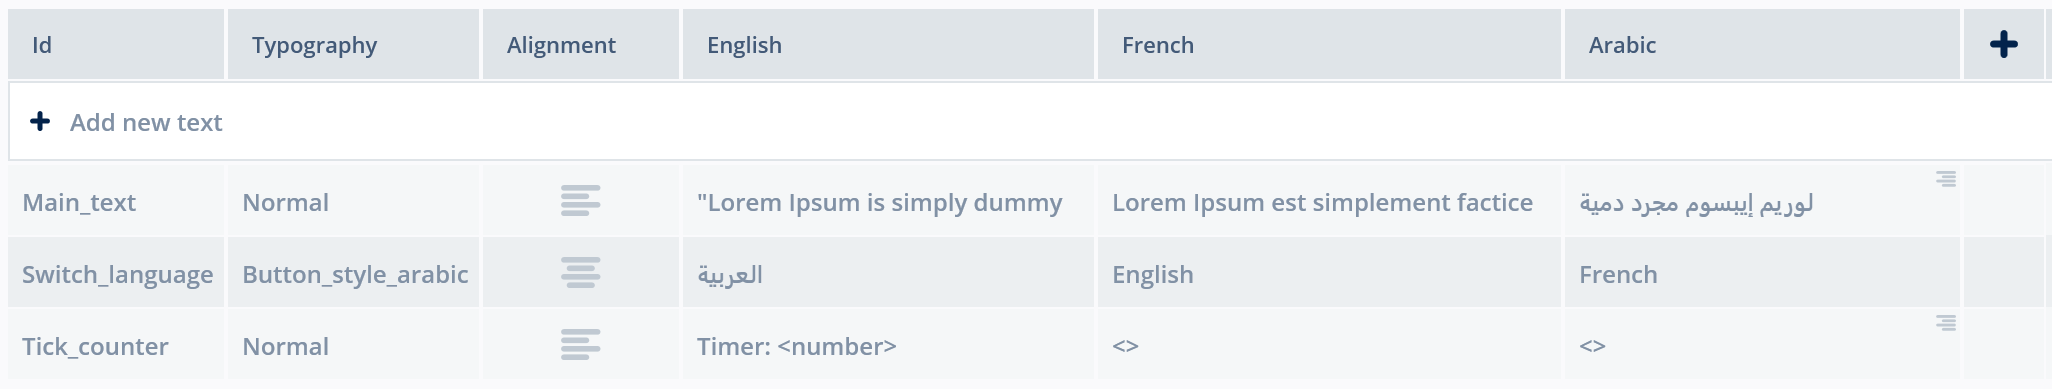 Id Typography Alignment English French Arabic
Add new text
Main_text Normal "Lorem Ipsum is simply dummy Lorem Ipsum est simplement factice لوريم إيبسوم مجرد دمية
Switch_language Button_style_arabic العربية English French
Tick_counter Normal Timer: <number> <> <>